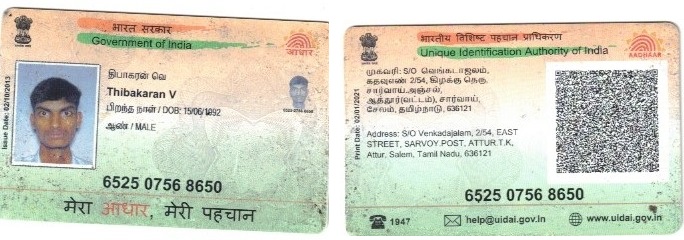 भारत सरकार
Government of India
आधार
Issue Date: 02/10/2013
திபாகரன் வெ
Thibakaran V
பிறந்த நாள் / DOB: 15/06/1992
ஆண் / MALE
6525 0756 8650
मेरा आधार, मेरी पहचान
भारतीय विशिष्ट पहचान प्राधिकरण
Unique Identification Authority of India
AADHAAR
Print Date: 02/01/2021
முகவரி: S/O வெங்கடாஜலம்,
கதவுஎண் 2/54, கிழக்கு தெரு,
சார்வாய் அஞ்சல்,
ஆத்தூர்(வட்டம்), சார்வாய்,
சேலம், தமிழ்நாடு, 636121
Address: S/O Venkadajalam, 2/54, EAST
STREET, SARVOY.POST, ATTUR.T.K,
Attur, Salem, Tamil Nadu, 636121
6525 0756 8650
1947
help@uidai.gov.in
www.uidai.gov.in